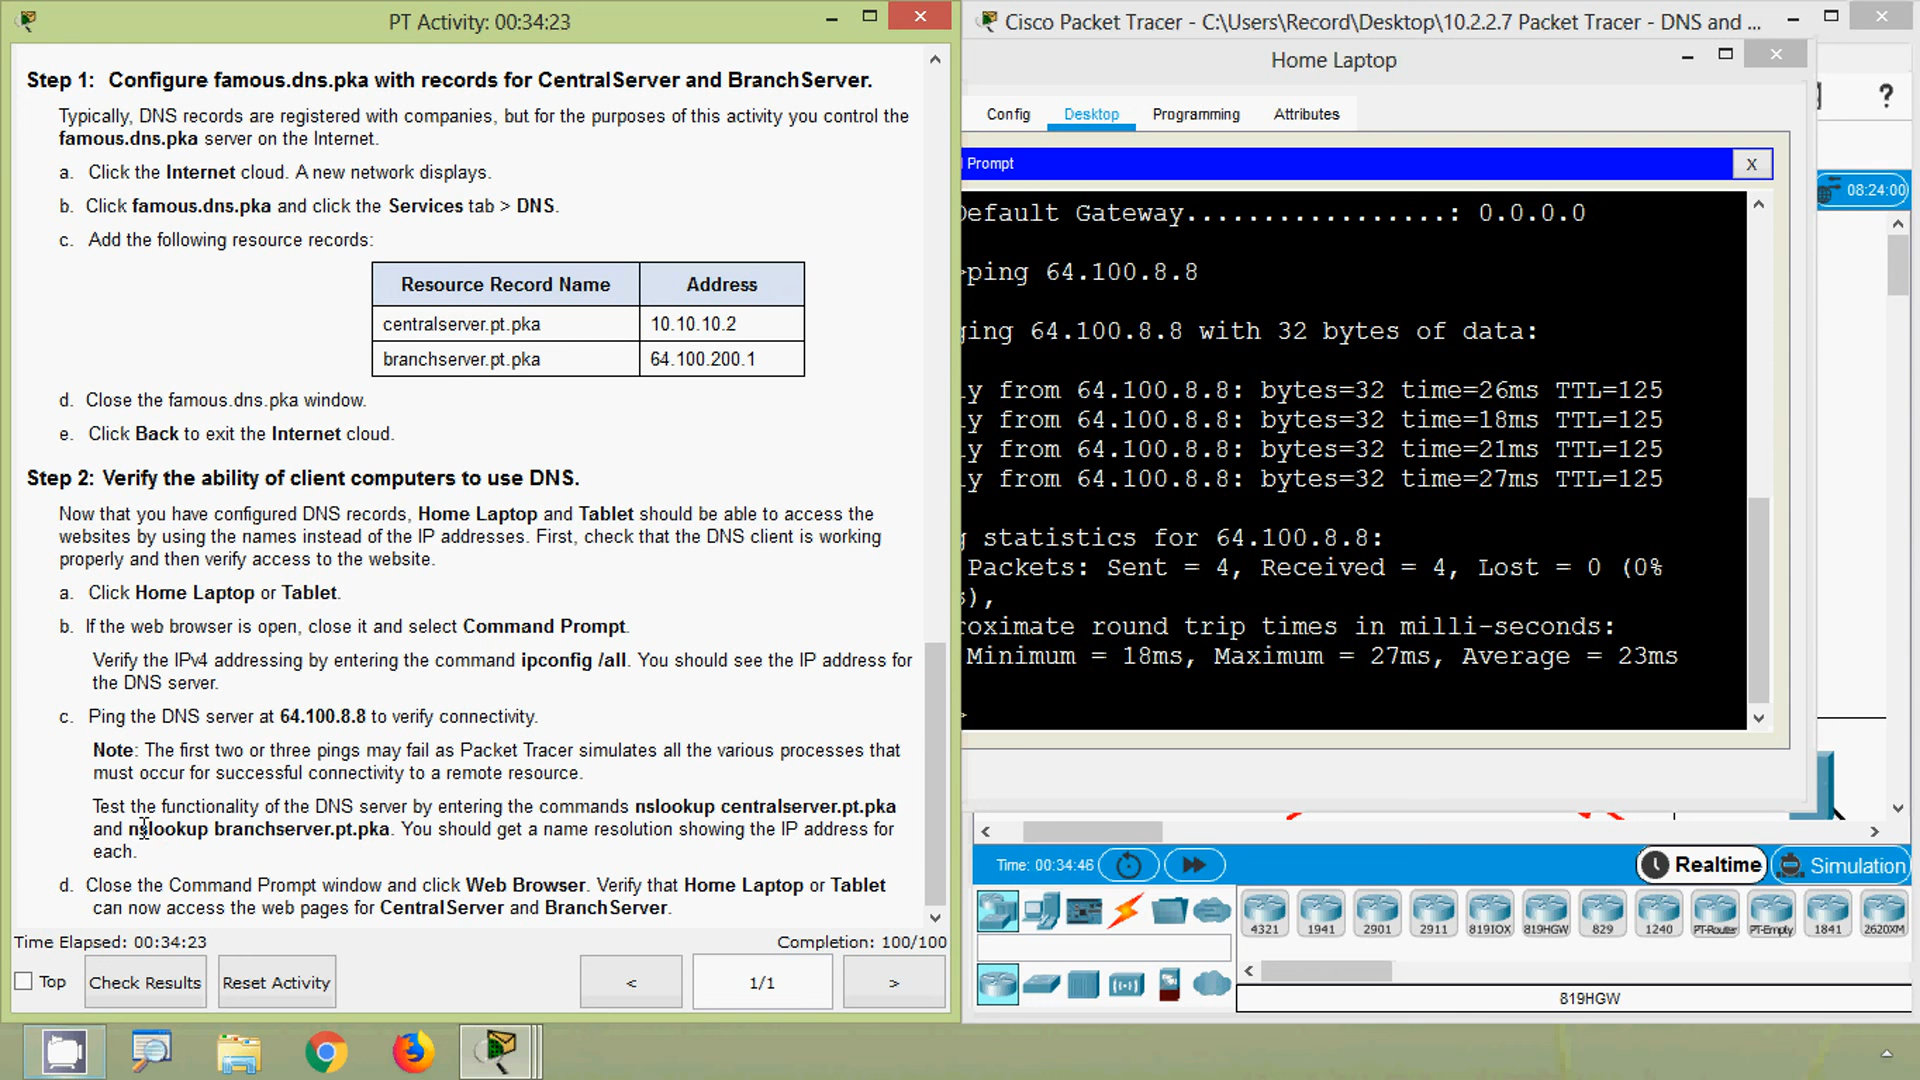 PT Activity: 00:34:23
Step 1: Configure famous.dns.pka with records for CentralServer and BranchServer.
Typically, DNS records are registered with companies, but for the purposes of this activity you control the
famous.dns.pka server on the Internet.
a. Click the Internet cloud. A new network displays.
b. Click famous.dns.pka and click the Services tab > DNS.
c. Add the following resource records:
Resource Record Name Address
centralserver.pt.pka 10.10.10.2
branchserver.pt.pka 64.100.200.1
d. Close the famous.dns.pka window.
e. Click Back to exit the Internet cloud.
Step 2: Verify the ability of client computers to use DNS.
Now that you have configured DNS records, Home Laptop and Tablet should be able to access the
websites by using the names instead of the IP addresses. First, check that the DNS client is working
properly and then verify access to the website.
a. Click Home Laptop or Tablet.
b. If the web browser is open, close it and select Command Prompt.
Verify the IPv4 addressing by entering the command ipconfig /all. You should see the IP address for
the DNS server.
c. Ping the DNS server at 64.100.8.8 to verify connectivity.
Note: The first two or three pings may fail as Packet Tracer simulates all the various processes that
must occur for successful connectivity to a remote resource.
Test the functionality of the DNS server by entering the commands nslookup centralserver.pt.pka
and nslookup branchserver.pt.pka. You should get a name resolution showing the IP address for
each.
d. Close the Command Prompt window and click Web Browser. Verify that Home Laptop or Tablet
can now access the web pages for CentralServer and BranchServer.
Time Elapsed: 00:34:23 Completion: 100/100
Top Check Results Reset Activity < 1/1 >
Cisco Packet Tracer - C:\Users\Record\Desktop\10.2.2.7 Packet Tracer - DNS and ...
Home Laptop
?
Config Desktop Programming Attributes
Prompt X
08:24:00
Default Gateway.................: 0.0.0.0
>ping 64.100.8.8
ging 64.100.8.8 with 32 bytes of data:
ly from 64.100.8.8: bytes=32 time=26ms TTL=125
ly from 64.100.8.8: bytes=32 time=18ms TTL=125
ly from 64.100.8.8: bytes=32 time=21ms TTL=125
ly from 64.100.8.8: bytes=32 time=27ms TTL=125
g statistics for 64.100.8.8:
Packets: Sent = 4, Received = 4, Lost = 0 (0%
s),
roximate round trip times in milli-seconds:
Minimum = 18ms, Maximum = 27ms, Average = 23ms
>
Time: 00:34:46 Realtime Simulation
4321 1941 2901 2911 819IOX 819HGW 829 1240 PT-Router PT-Empty 1841 2620XM
819HGW